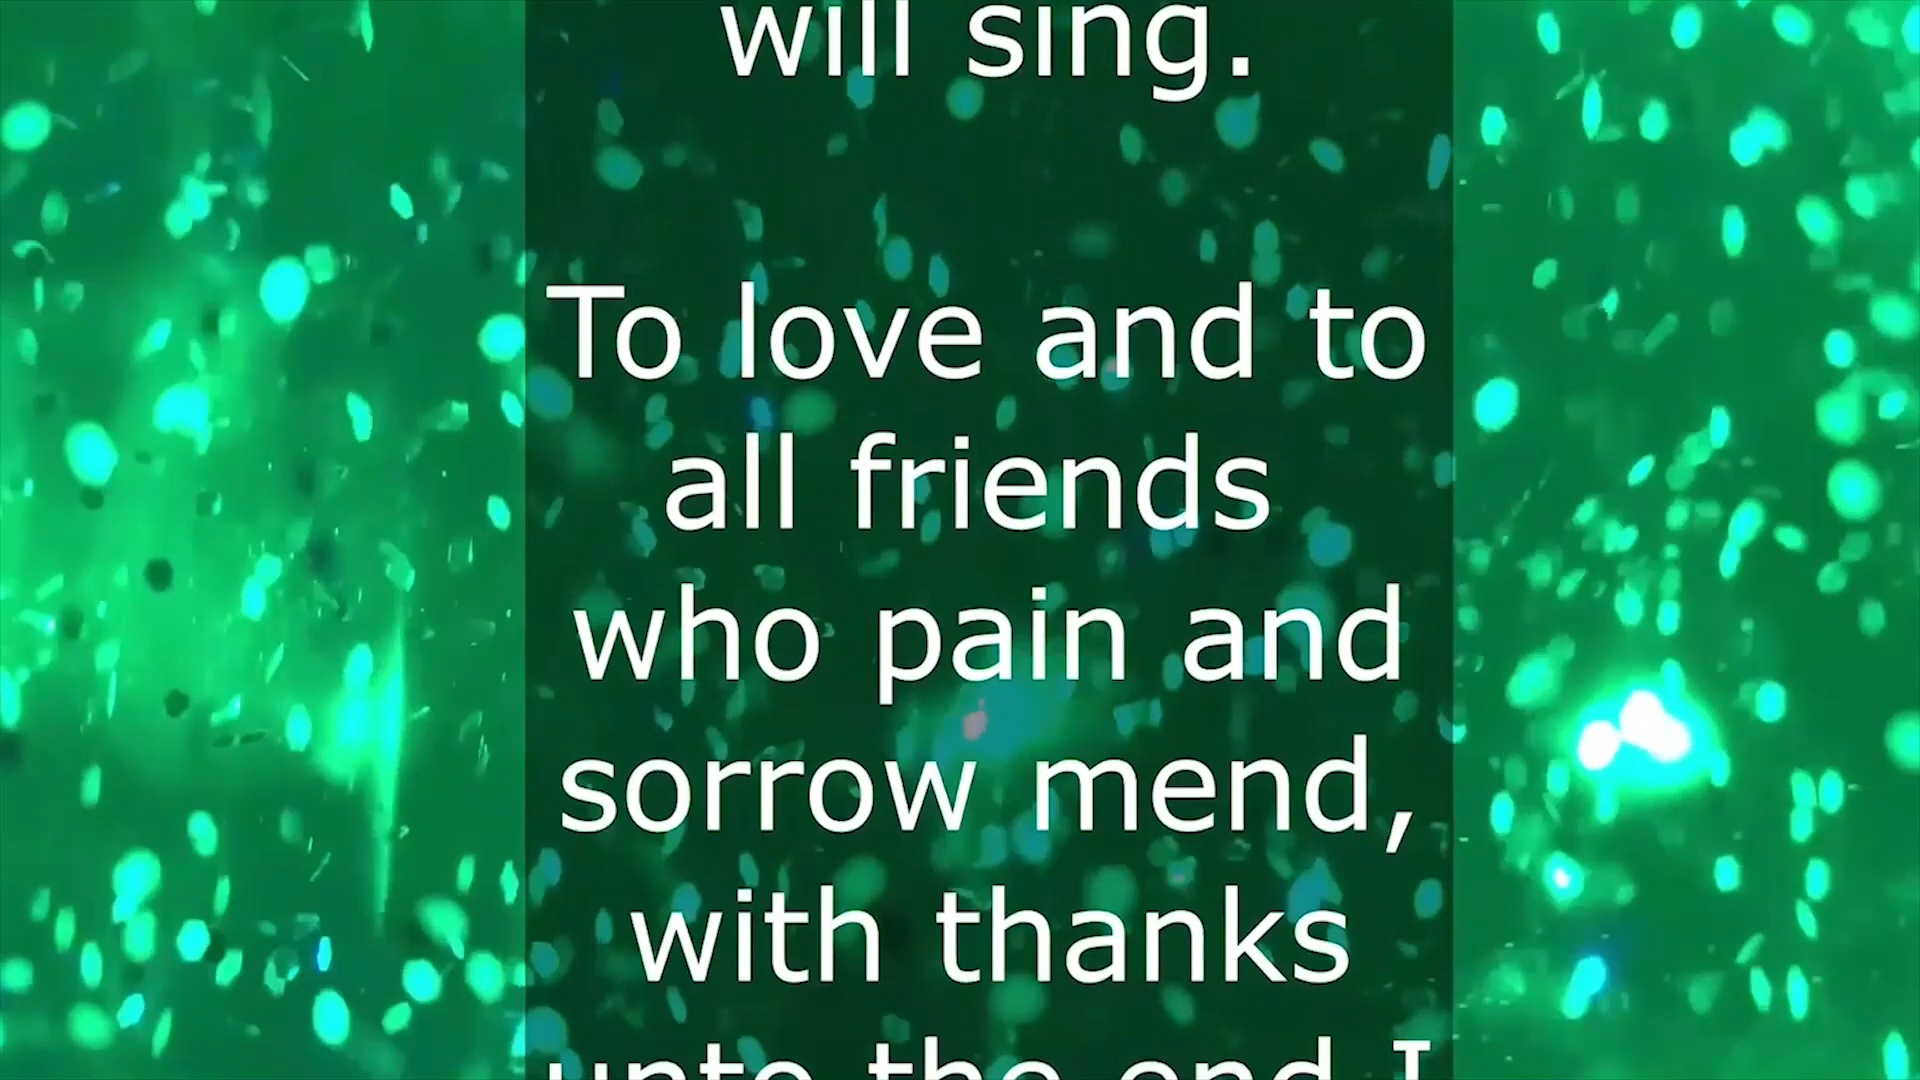 will sing.
To love and to
all friends
who pain and
sorrow mend,
with thanks
unto the end I